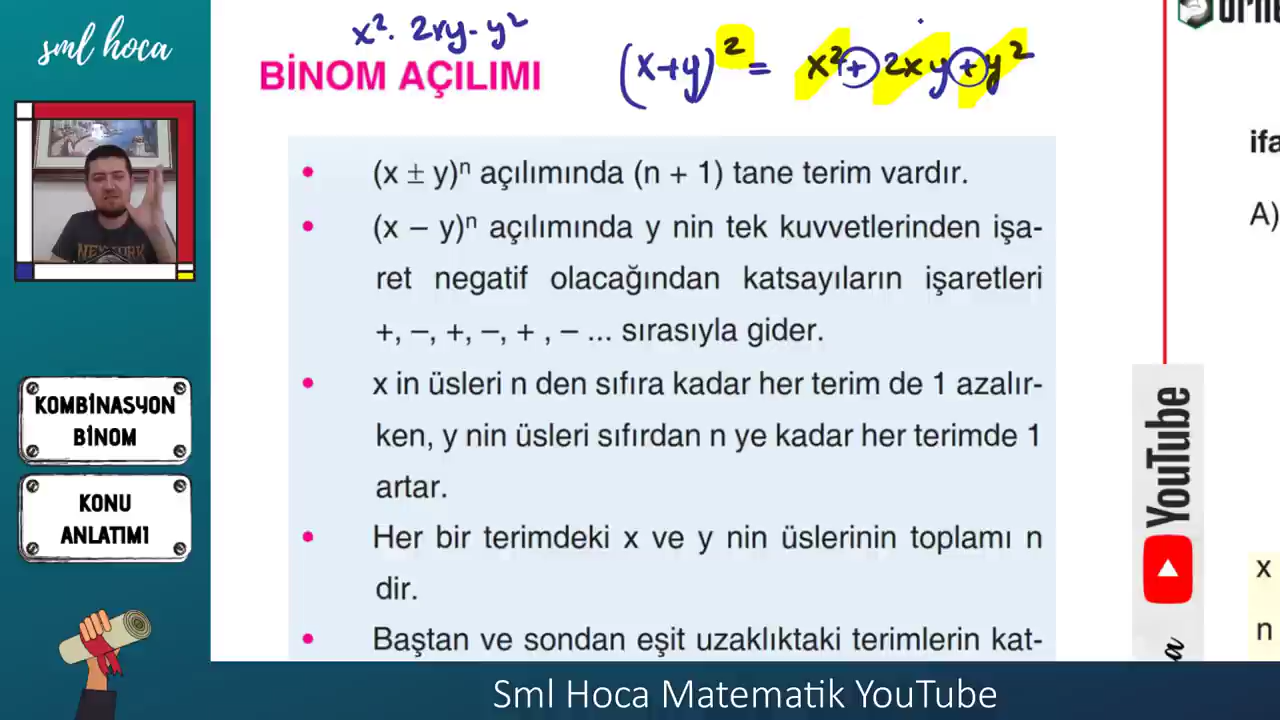 sml hoca
x². 2xy - y²
BİNOM AÇILIMI
(x+y)² = x² + 2xy + y²
• (x ± y)ⁿ açılımında (n + 1) tane terim vardır.
• (x – y)ⁿ açılımında y nin tek kuvvetlerinden işa-
ret negatif olacağından katsayıların işaretleri
+, –, +, –, + , – ... sırasıyla gider.
• x in üsleri n den sıfıra kadar her terim de 1 azalır-
ken, y nin üsleri sıfırdan n ye kadar her terimde 1
artar.
• Her bir terimdeki x ve y nin üslerinin toplamı n
dir.
• Baştan ve sondan eşit uzaklıktaki terimlerin kat-
KOMBİNASYON
BİNOM
KONU
ANLATIMI
NEW YORK
ifa
A)
YouTube
x
n
Sml Hoca Matematik YouTube